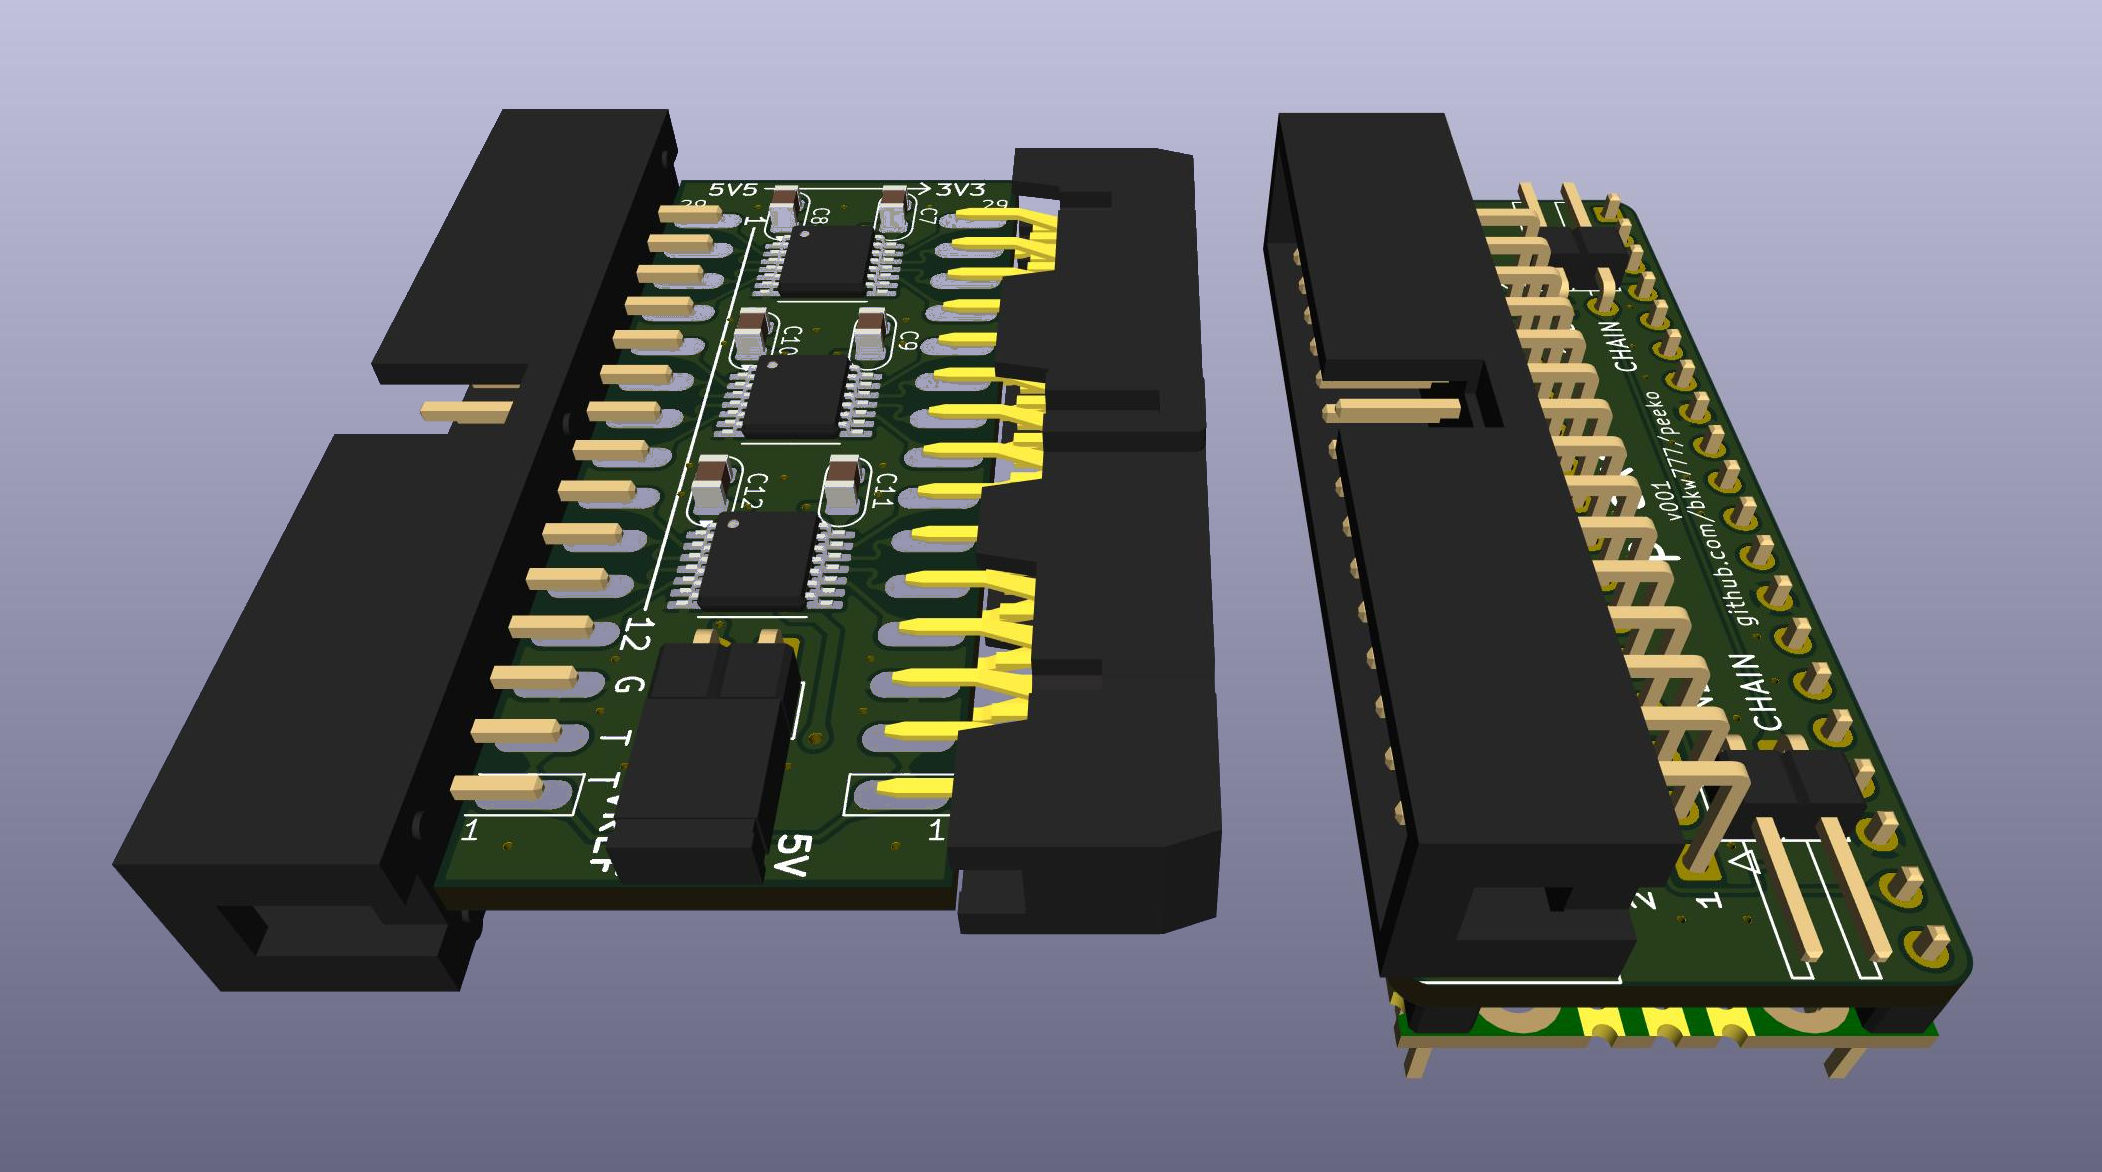 5V5 → 3V3
29
29
1
C8
C7
C10
C9
C12
C11
12
G
T
1
1
5V
CHAIN
v001
github.com/bkw777/peeko
CHAIN
2
1